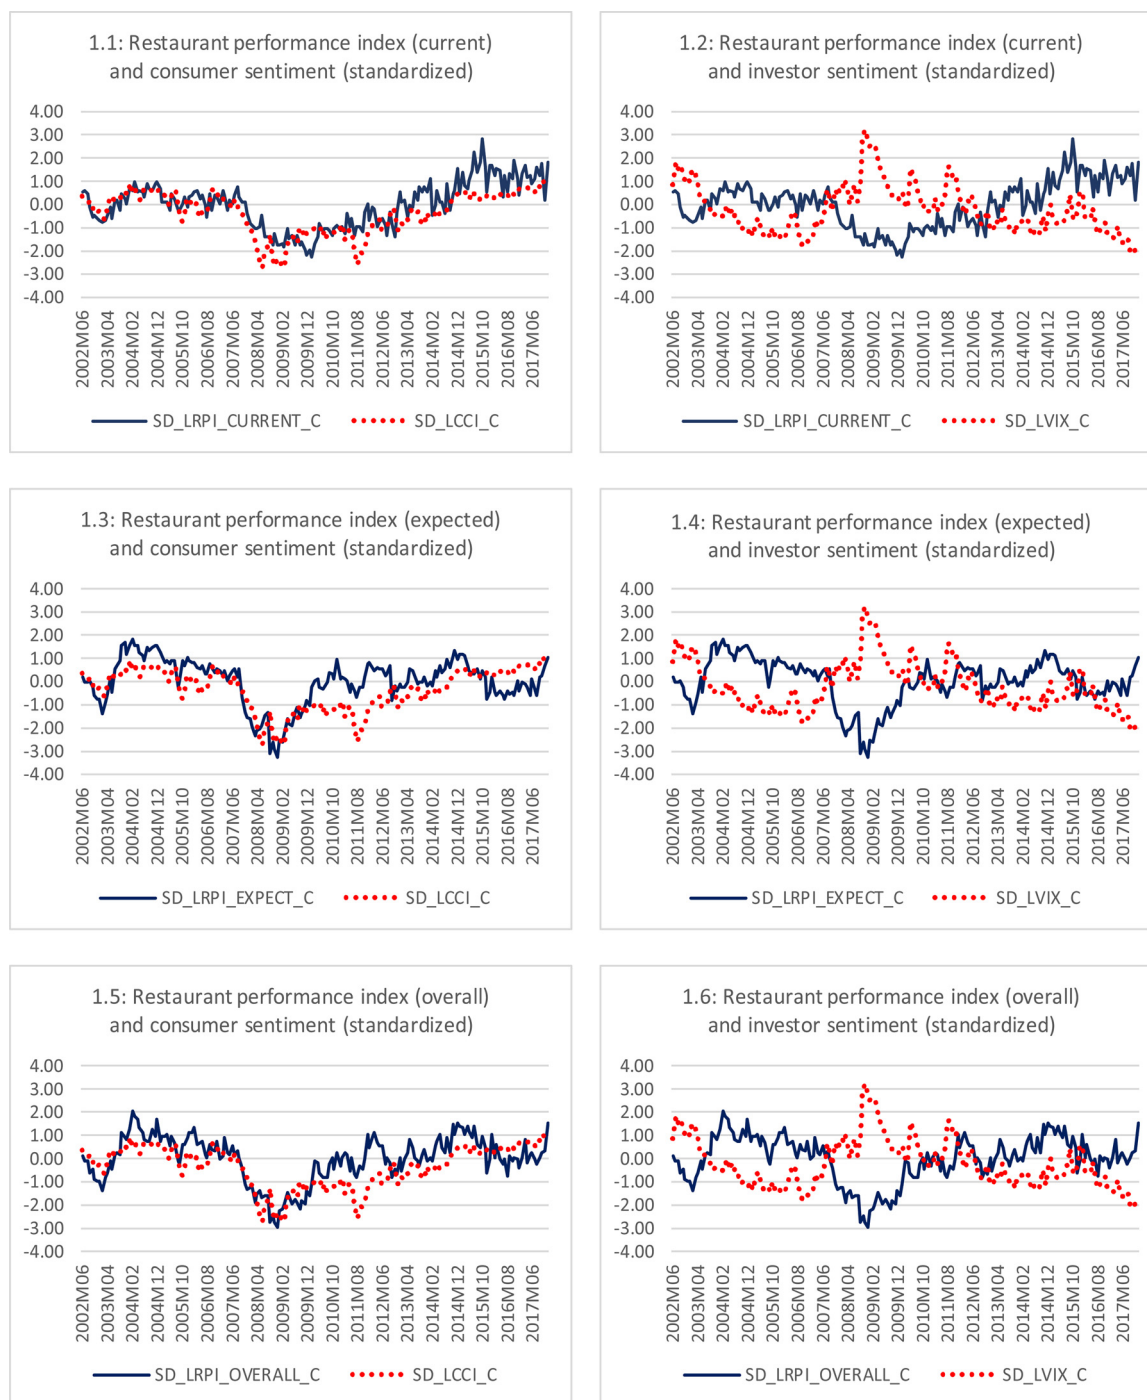 1.1: Restaurant performance index (current)
and consumer sentiment (standardized)
4.00
3.00
2.00
1.00
0.00
-1.00
-2.00
-3.00
-4.00
2002M06
2003M04
2004M02
2004M12
2005M10
2006M08
2007M06
2008M04
2009M02
2009M12
2010M10
2011M08
2012M06
2013M04
2014M02
2014M12
2015M10
2016M08
2017M06
SD_LRPI_CURRENT_C
SD_LCCI_C
1.2: Restaurant performance index (current)
and investor sentiment (standardized)
4.00
3.00
2.00
1.00
0.00
-1.00
-2.00
-3.00
-4.00
2002M06
2003M04
2004M02
2004M12
2005M10
2006M08
2007M06
2008M04
2009M02
2009M12
2010M10
2011M08
2012M06
2013M04
2014M02
2014M12
2015M10
2016M08
2017M06
SD_LRPI_CURRENT_C
SD_LVIX_C
1.3: Restaurant performance index (expected)
and consumer sentiment (standardized)
4.00
3.00
2.00
1.00
0.00
-1.00
-2.00
-3.00
-4.00
2002M06
2003M04
2004M02
2004M12
2005M10
2006M08
2007M06
2008M04
2009M02
2009M12
2010M10
2011M08
2012M06
2013M04
2014M02
2014M12
2015M10
2016M08
2017M06
SD_LRPI_EXPECT_C
SD_LCCI_C
1.4: Restaurant performance index (expected)
and investor sentiment (standardized)
4.00
3.00
2.00
1.00
0.00
-1.00
-2.00
-3.00
-4.00
2002M06
2003M04
2004M02
2004M12
2005M10
2006M08
2007M06
2008M04
2009M02
2009M12
2010M10
2011M08
2012M06
2013M04
2014M02
2014M12
2015M10
2016M08
2017M06
SD_LRPI_EXPECT_C
SD_LVIX_C
1.5: Restaurant performance index (overall)
and consumer sentiment (standardized)
4.00
3.00
2.00
1.00
0.00
-1.00
-2.00
-3.00
-4.00
2002M06
2003M04
2004M02
2004M12
2005M10
2006M08
2007M06
2008M04
2009M02
2009M12
2010M10
2011M08
2012M06
2013M04
2014M02
2014M12
2015M10
2016M08
2017M06
SD_LRPI_OVERALL_C
SD_LCCI_C
1.6: Restaurant performance index (overall)
and investor sentiment (standardized)
4.00
3.00
2.00
1.00
0.00
-1.00
-2.00
-3.00
-4.00
2002M06
2003M04
2004M02
2004M12
2005M10
2006M08
2007M06
2008M04
2009M02
2009M12
2010M10
2011M08
2012M06
2013M04
2014M02
2014M12
2015M10
2016M08
2017M06
SD_LRPI_OVERALL_C
SD_LVIX_C